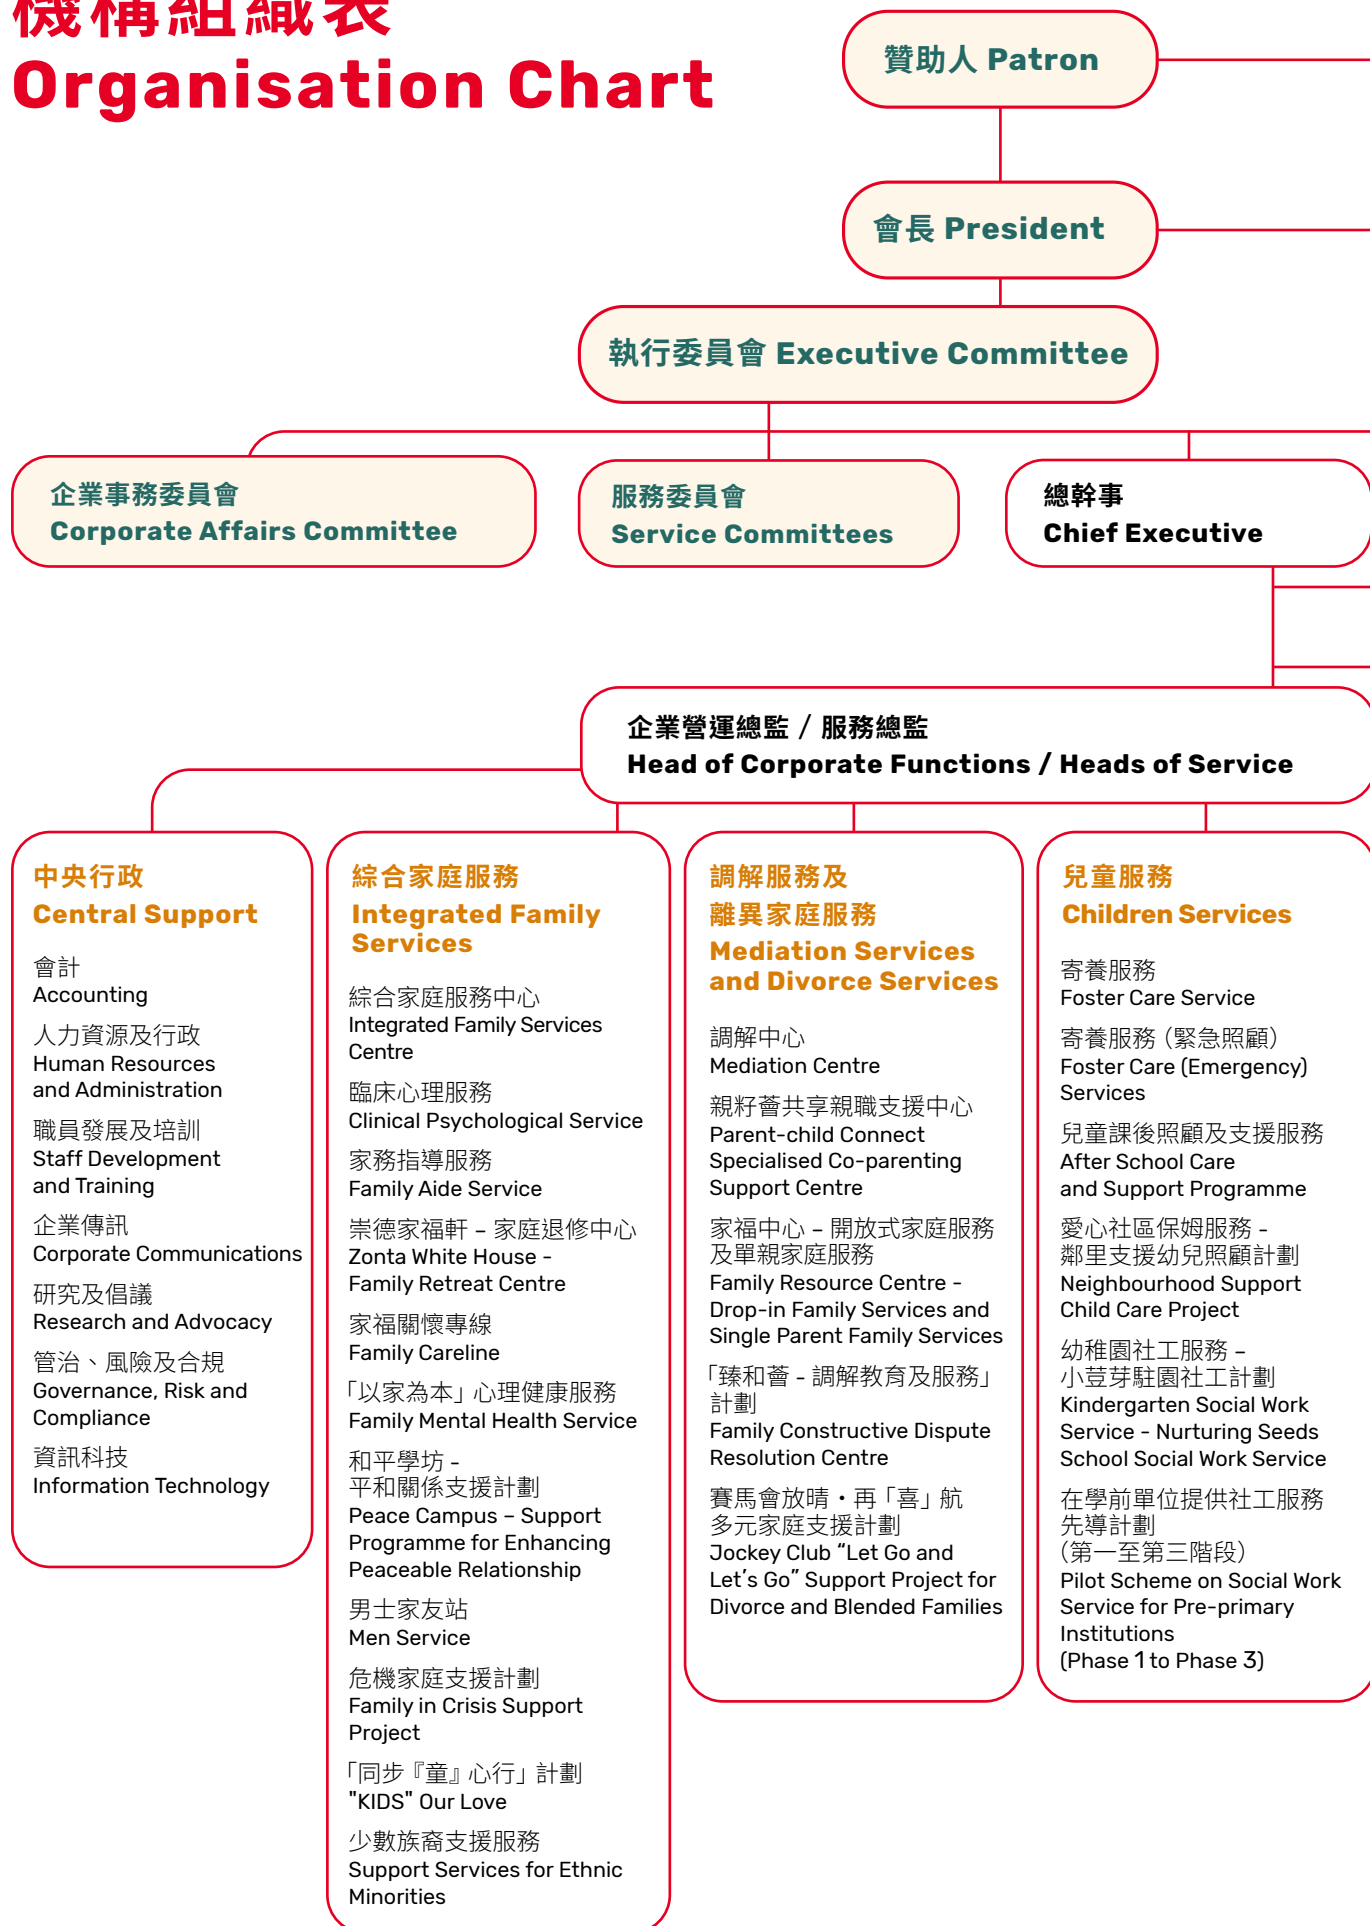 機構組織表
Organisation Chart
贊助人 Patron
會長 President
執行委員會 Executive Committee
企業事務委員會
Corporate Affairs Committee
服務委員會
Service Committees
總幹事
Chief Executive
企業營運總監 / 服務總監
Head of Corporate Functions / Heads of Service
中央行政
Central Support
會計
Accounting
人力資源及行政
Human Resources
and Administration
職員發展及培訓
Staff Development
and Training
企業傳訊
Corporate Communications
研究及倡議
Research and Advocacy
管治、風險及合規
Governance, Risk and
Compliance
資訊科技
Information Technology
綜合家庭服務
Integrated Family
Services
綜合家庭服務中心
Integrated Family Services
Centre
臨床心理服務
Clinical Psychological Service
家務指導服務
Family Aide Service
崇德家福軒 – 家庭退修中心
Zonta White House -
Family Retreat Centre
家福關懷專線
Family Careline
「以家為本」心理健康服務
Family Mental Health Service
和平學坊 -
平和關係支援計劃
Peace Campus – Support
Programme for Enhancing
Peaceable Relationship
男士家友站
Men Service
危機家庭支援計劃
Family in Crisis Support
Project
「同步『童』心行」計劃
"KIDS" Our Love
少數族裔支援服務
Support Services for Ethnic
Minorities
調解服務及
離異家庭服務
Mediation Services
and Divorce Services
調解中心
Mediation Centre
親籽薈共享親職支援中心
Parent-child Connect
Specialised Co-parenting
Support Centre
家福中心 – 開放式家庭服務
及單親家庭服務
Family Resource Centre -
Drop-in Family Services and
Single Parent Family Services
「臻和薈 - 調解教育及服務」
計劃
Family Constructive Dispute
Resolution Centre
賽馬會放晴・再「喜」航
多元家庭支援計劃
Jockey Club “Let Go and
Let’s Go” Support Project for
Divorce and Blended Families
兒童服務
Children Services
寄養服務
Foster Care Service
寄養服務（緊急照顧）
Foster Care (Emergency)
Services
兒童課後照顧及支援服務
After School Care
and Support Programme
愛心社區保姆服務 -
鄰里支援幼兒照顧計劃
Neighbourhood Support
Child Care Project
幼稚園社工服務 –
小荳芽駐園社工計劃
Kindergarten Social Work
Service - Nurturing Seeds
School Social Work Service
在學前單位提供社工服務
先導計劃
（第一至第三階段）
Pilot Scheme on Social Work
Service for Pre-primary
Institutions
(Phase 1 to Phase 3)